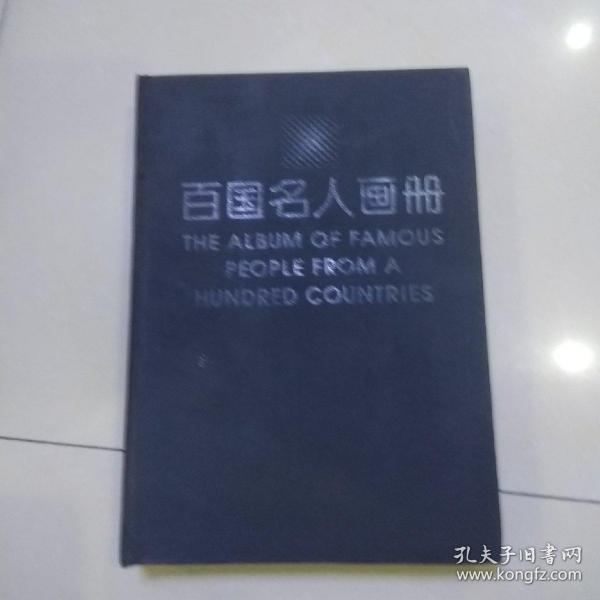 百国名人画册
THE ALBUM OF FAMOUS
PEOPLE FROM A
HUNDRED COUNTRIES
孔夫子旧書网
www.kongfz.com